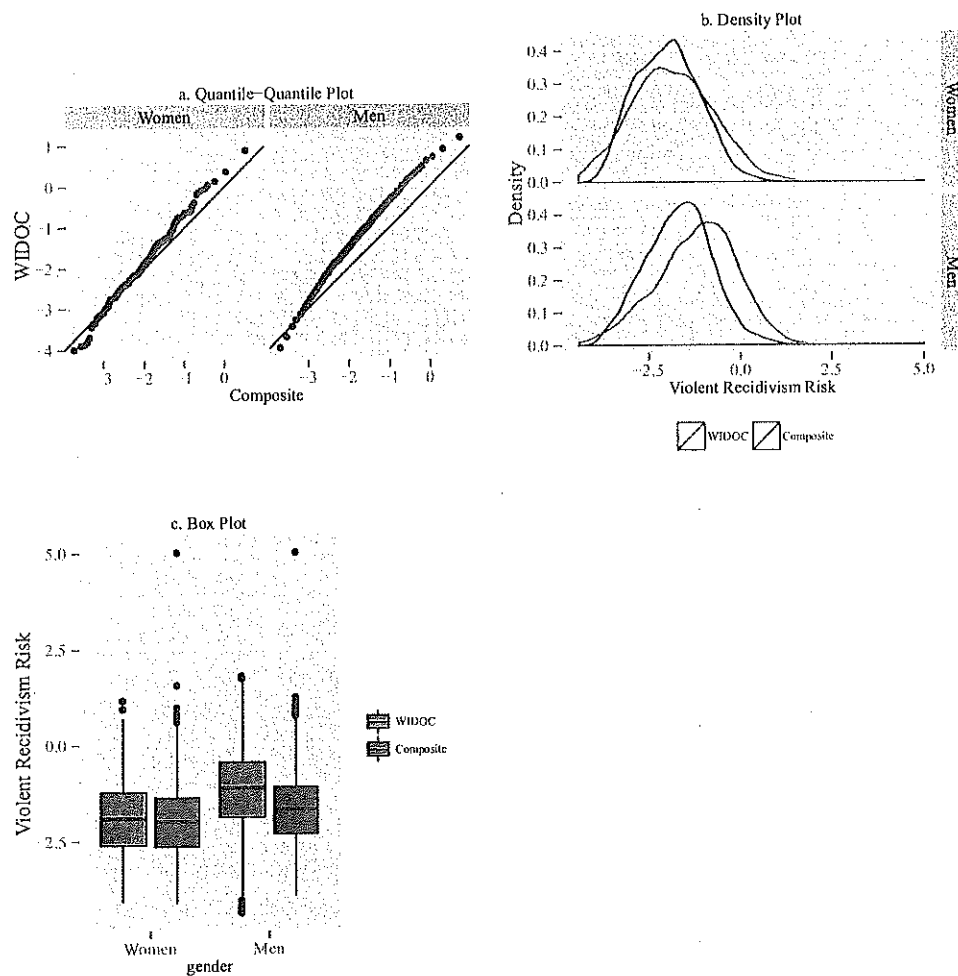 a. Quantile-Quantile Plot
Women
Men
WIDOC
1
0
-1
-2
-3
-4
3
-2
-1
0
-3
-2
-1
0
Composite
b. Density Plot
Density
0.4
0.3
0.2
0.1
0.0
Women
0.4
0.3
0.2
0.1
0.0
Men
-2.5
0.0
2.5
5.0
Violent Recidivism Risk
WIDOC
Composite
c. Box Plot
Violent Recidivism Risk
5.0
2.5
0.0
2.5
Women
Men
gender
WIDOC
Composite